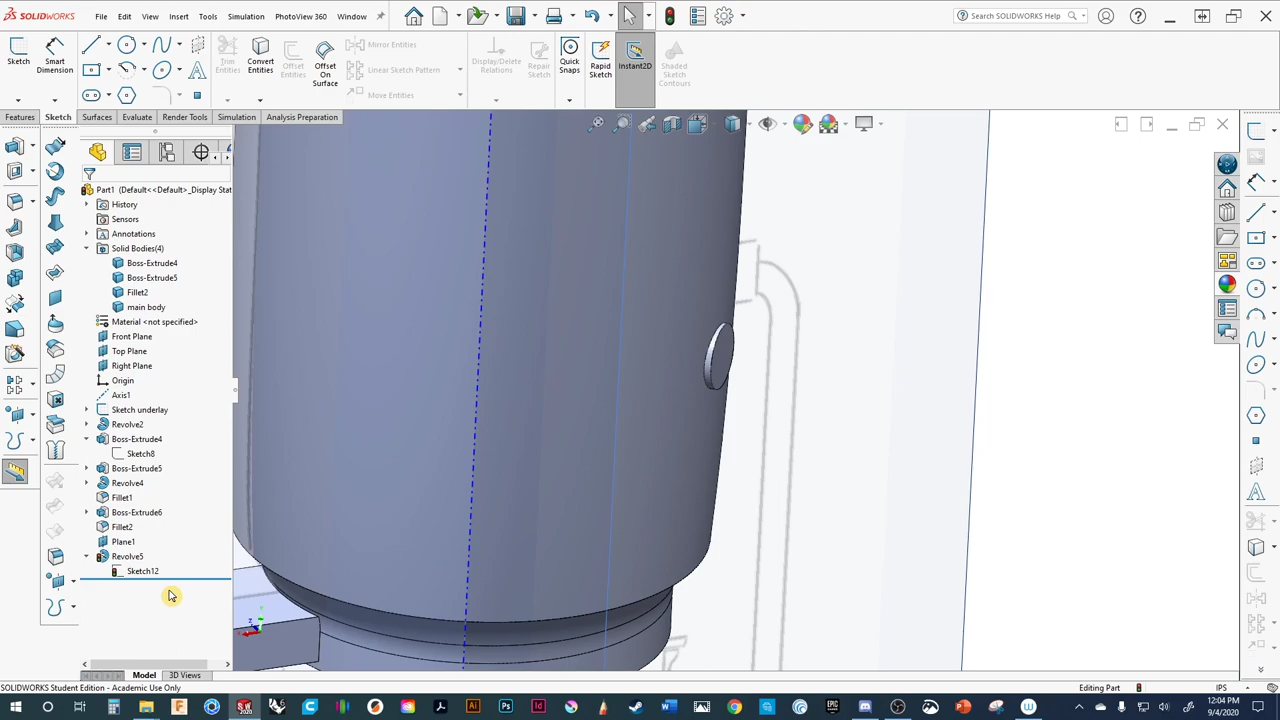 SOLIDWORKS
File Edit View Insert Tools Simulation PhotoView 360 Window
Search SOLIDWORKS Help
Sketch
Smart Dimension
Trim Entities
Convert Entities
Offset Entities
Offset On Surface
Mirror Entities
Linear Sketch Pattern
Move Entities
Display/Delete Relations
Repair Sketch
Quick Snaps
Rapid Sketch
Instant2D
Shaded Sketch Contours
Features Sketch Surfaces Evaluate Render Tools Simulation Analysis Preparation
Part1 (Default<<Default>_Display Stat
History
Sensors
Annotations
Solid Bodies(4)
Boss-Extrude4
Boss-Extrude5
Fillet2
main body
Material <not specified>
Front Plane
Top Plane
Right Plane
Origin
Axis1
Sketch underlay
Revolve2
Boss-Extrude4
Sketch8
Boss-Extrude5
Revolve4
Fillet1
Boss-Extrude6
Fillet2
Plane1
Revolve5
Sketch12
Model 3D Views
SOLIDWORKS Student Edition - Academic Use Only
Editing Part
IPS
12:04 PM
9/4/2020